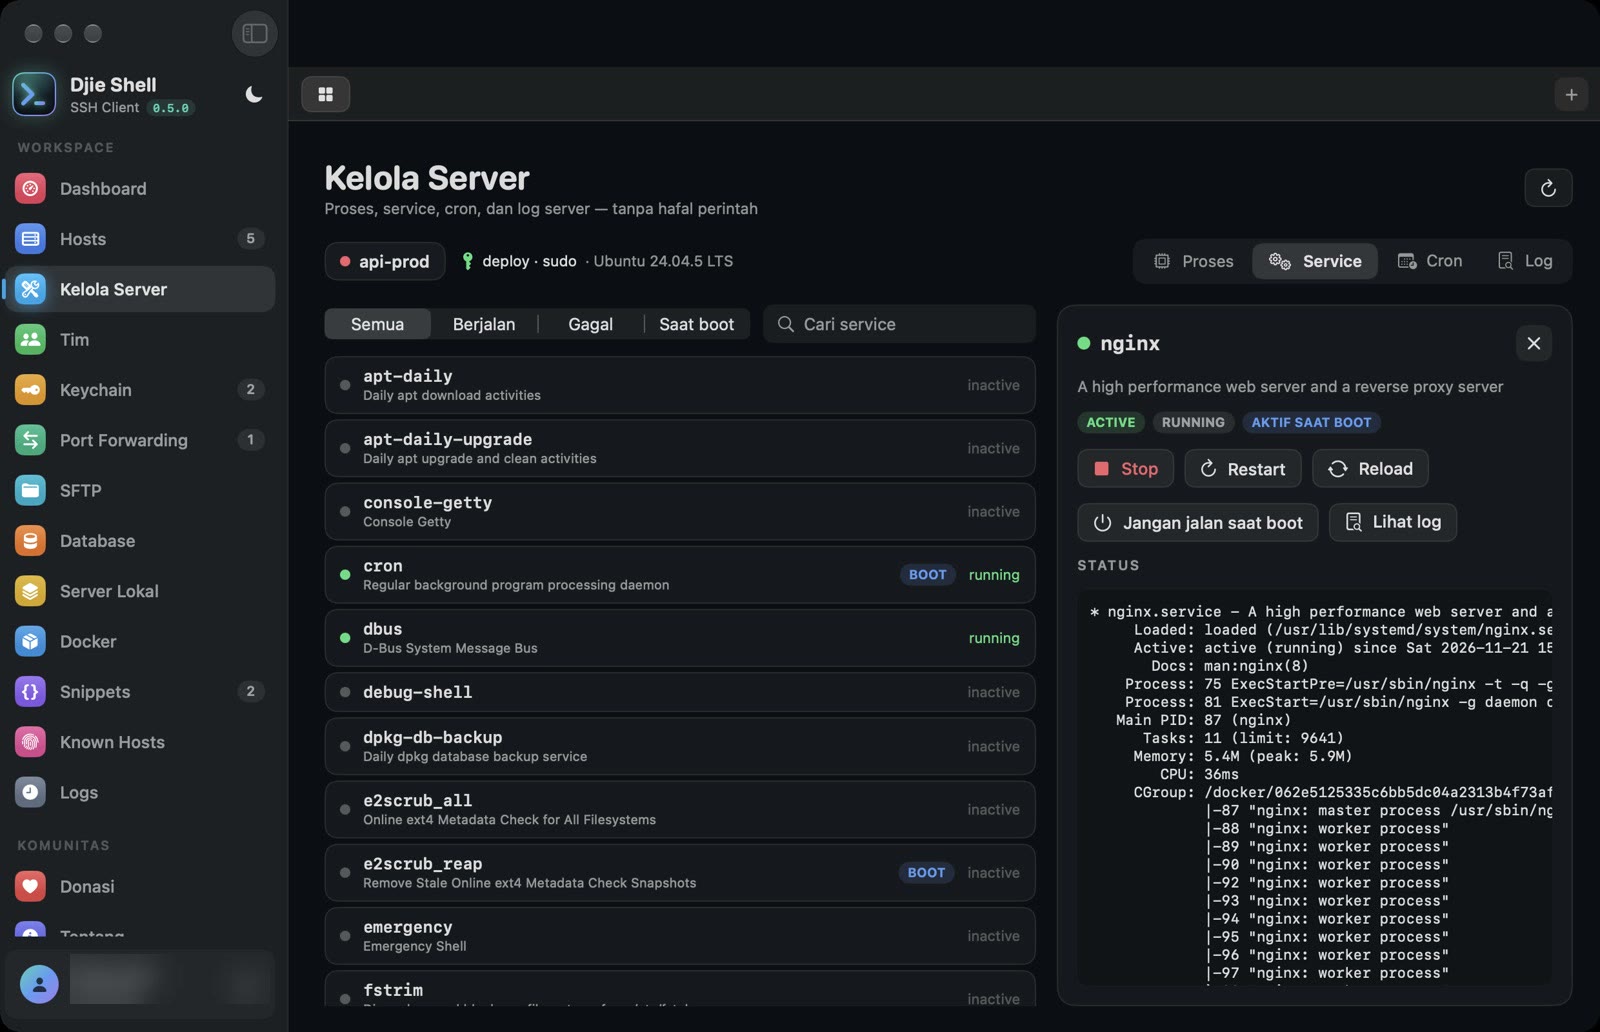 Djie Shell
SSH Client 0.5.0
WORKSPACE
Dashboard
Hosts 5
Kelola Server
Tim
Keychain 2
Port Forwarding 1
SFTP
Database
Server Lokal
Docker
Snippets 2
Known Hosts
Logs
KOMUNITAS
Donasi
Tentang
Kelola Server
Proses, service, cron, dan log server — tanpa hafal perintah
api-prod
deploy · sudo · Ubuntu 24.04.5 LTS
Proses
Service
Cron
Log
Semua
Berjalan
Gagal
Saat boot
Cari service
apt-daily
Daily apt download activities
inactive
apt-daily-upgrade
Daily apt upgrade and clean activities
inactive
console-getty
Console Getty
inactive
cron
Regular background program processing daemon
BOOT running
dbus
D-Bus System Message Bus
running
debug-shell
inactive
dpkg-db-backup
Daily dpkg database backup service
inactive
e2scrub_all
Online ext4 Metadata Check for All Filesystems
inactive
e2scrub_reap
Remove Stale Online ext4 Metadata Check Snapshots
BOOT inactive
emergency
Emergency Shell
inactive
fstrim
inactive
nginx
A high performance web server and a reverse proxy server
ACTIVE RUNNING AKTIF SAAT BOOT
Stop
Restart
Reload
Jangan jalan saat boot
Lihat log
STATUS
* nginx.service - A high performance web server and a
Loaded: loaded (/usr/lib/systemd/system/nginx.se
Active: active (running) since Sat 2026-11-21 15
Docs: man:nginx(8)
Process: 75 ExecStartPre=/usr/sbin/nginx -t -q -g
Process: 81 ExecStart=/usr/sbin/nginx -g daemon o
Main PID: 87 (nginx)
Tasks: 11 (limit: 9641)
Memory: 5.4M (peak: 5.9M)
CPU: 36ms
CGroup: /docker/062e5125335c6bb5dc04a2313b4f73af
|-87 "nginx: master process /usr/sbin/ng
|-88 "nginx: worker process"
|-89 "nginx: worker process"
|-90 "nginx: worker process"
|-92 "nginx: worker process"
|-93 "nginx: worker process"
|-94 "nginx: worker process"
|-95 "nginx: worker process"
|-96 "nginx: worker process"
|-97 "nginx: worker process"